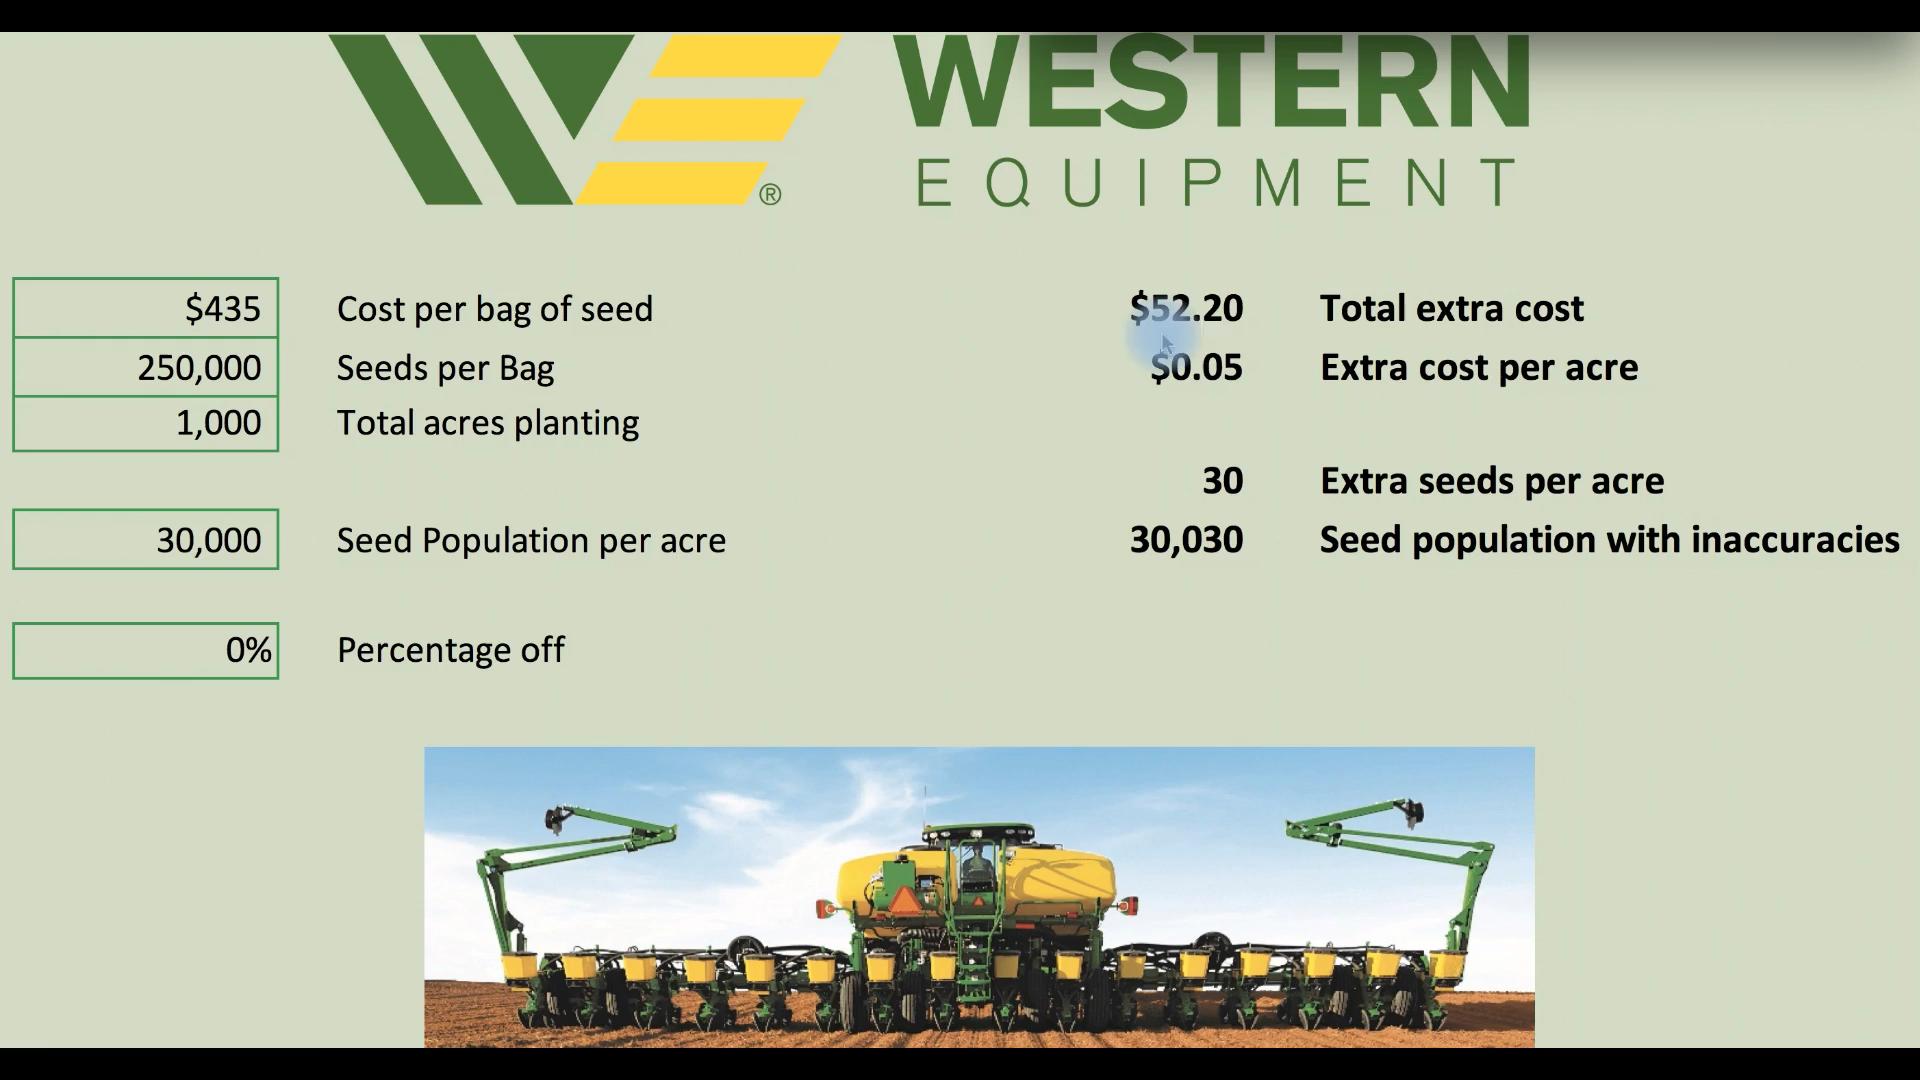 WESTERN
EQUIPMENT
®
$435 Cost per bag of seed
250,000 Seeds per Bag
1,000 Total acres planting
30,000 Seed Population per acre
0% Percentage off
$52.20 Total extra cost
$0.05 Extra cost per acre
30 Extra seeds per acre
30,030 Seed population with inaccuracies